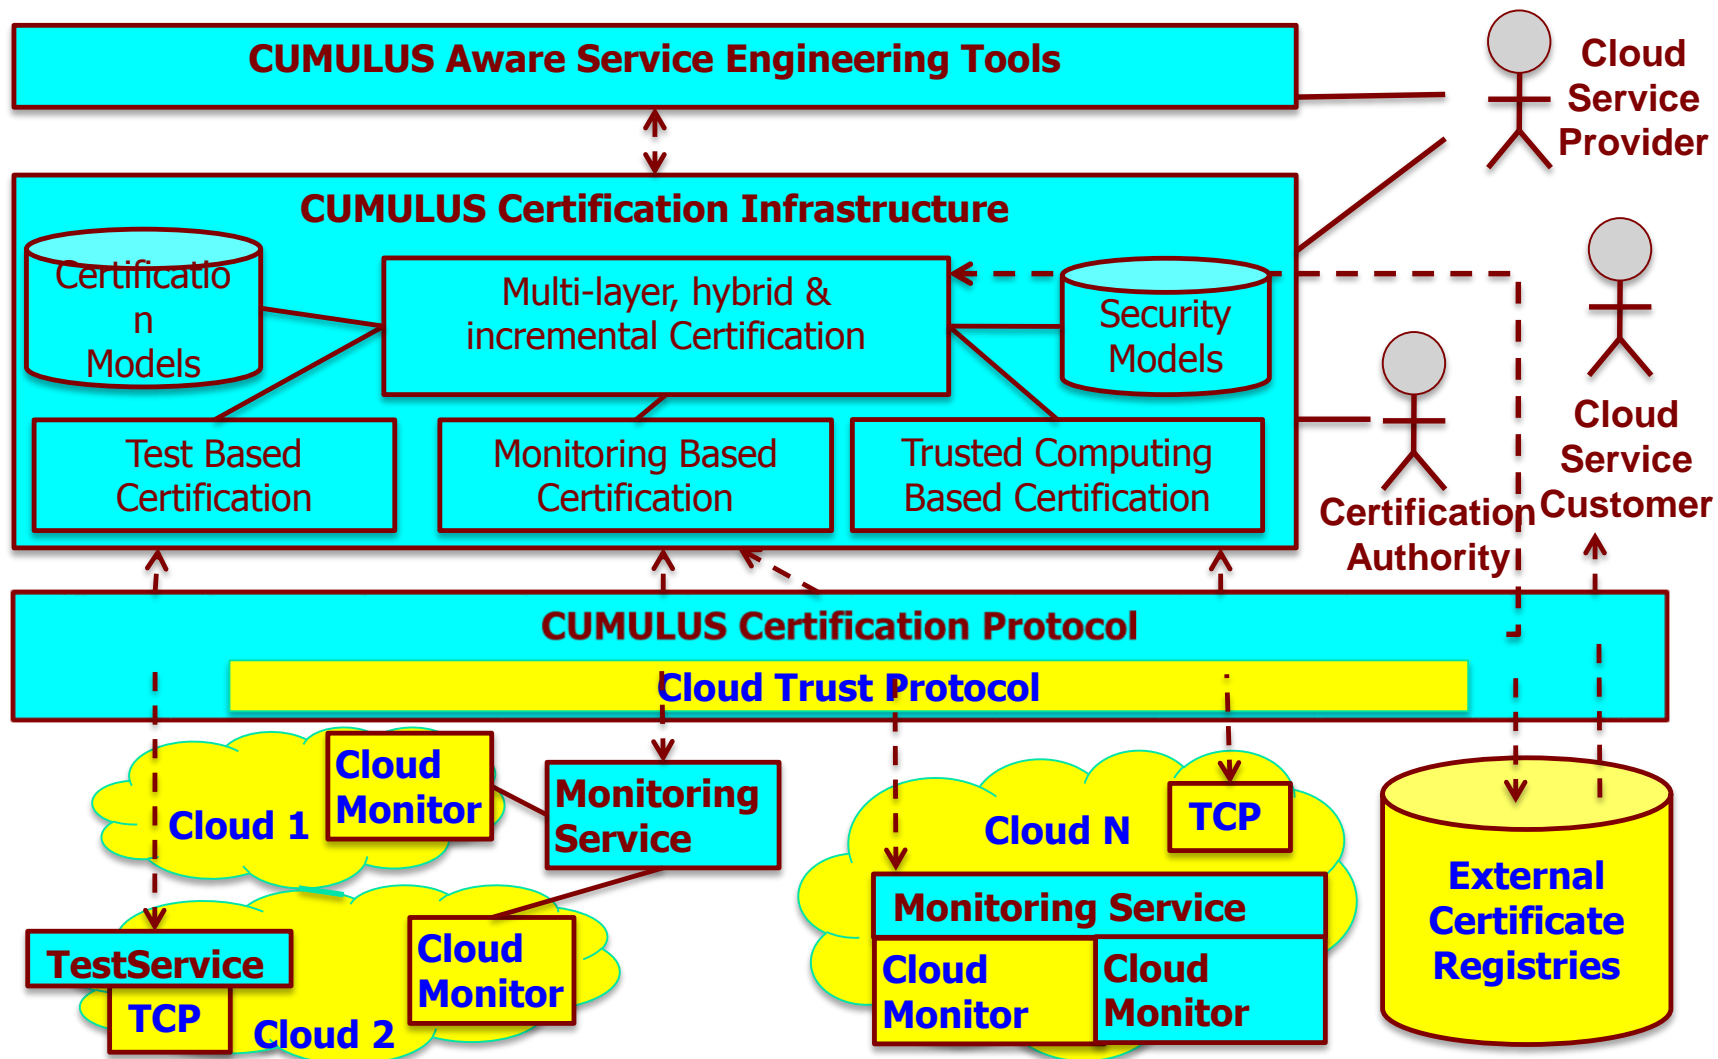 CUMULUS Aware Service Engineering Tools
Cloud
Service
Provider
CUMULUS Certification Infrastructure
Certificatio
n
Models
Multi-layer, hybrid &
incremental Certification
Security
Models
Test Based
Certification
Monitoring Based
Certification
Trusted Computing
Based Certification
Certification
Authority
Cloud
Service
Customer
CUMULUS Certification Protocol
Cloud Trust Protocol
Cloud 1
Cloud
Monitor
Monitoring
Service
Cloud N
TCP
Monitoring Service
Cloud
Monitor
Cloud
Monitor
External
Certificate
Registries
TestService
TCP
Cloud 2
Cloud
Monitor